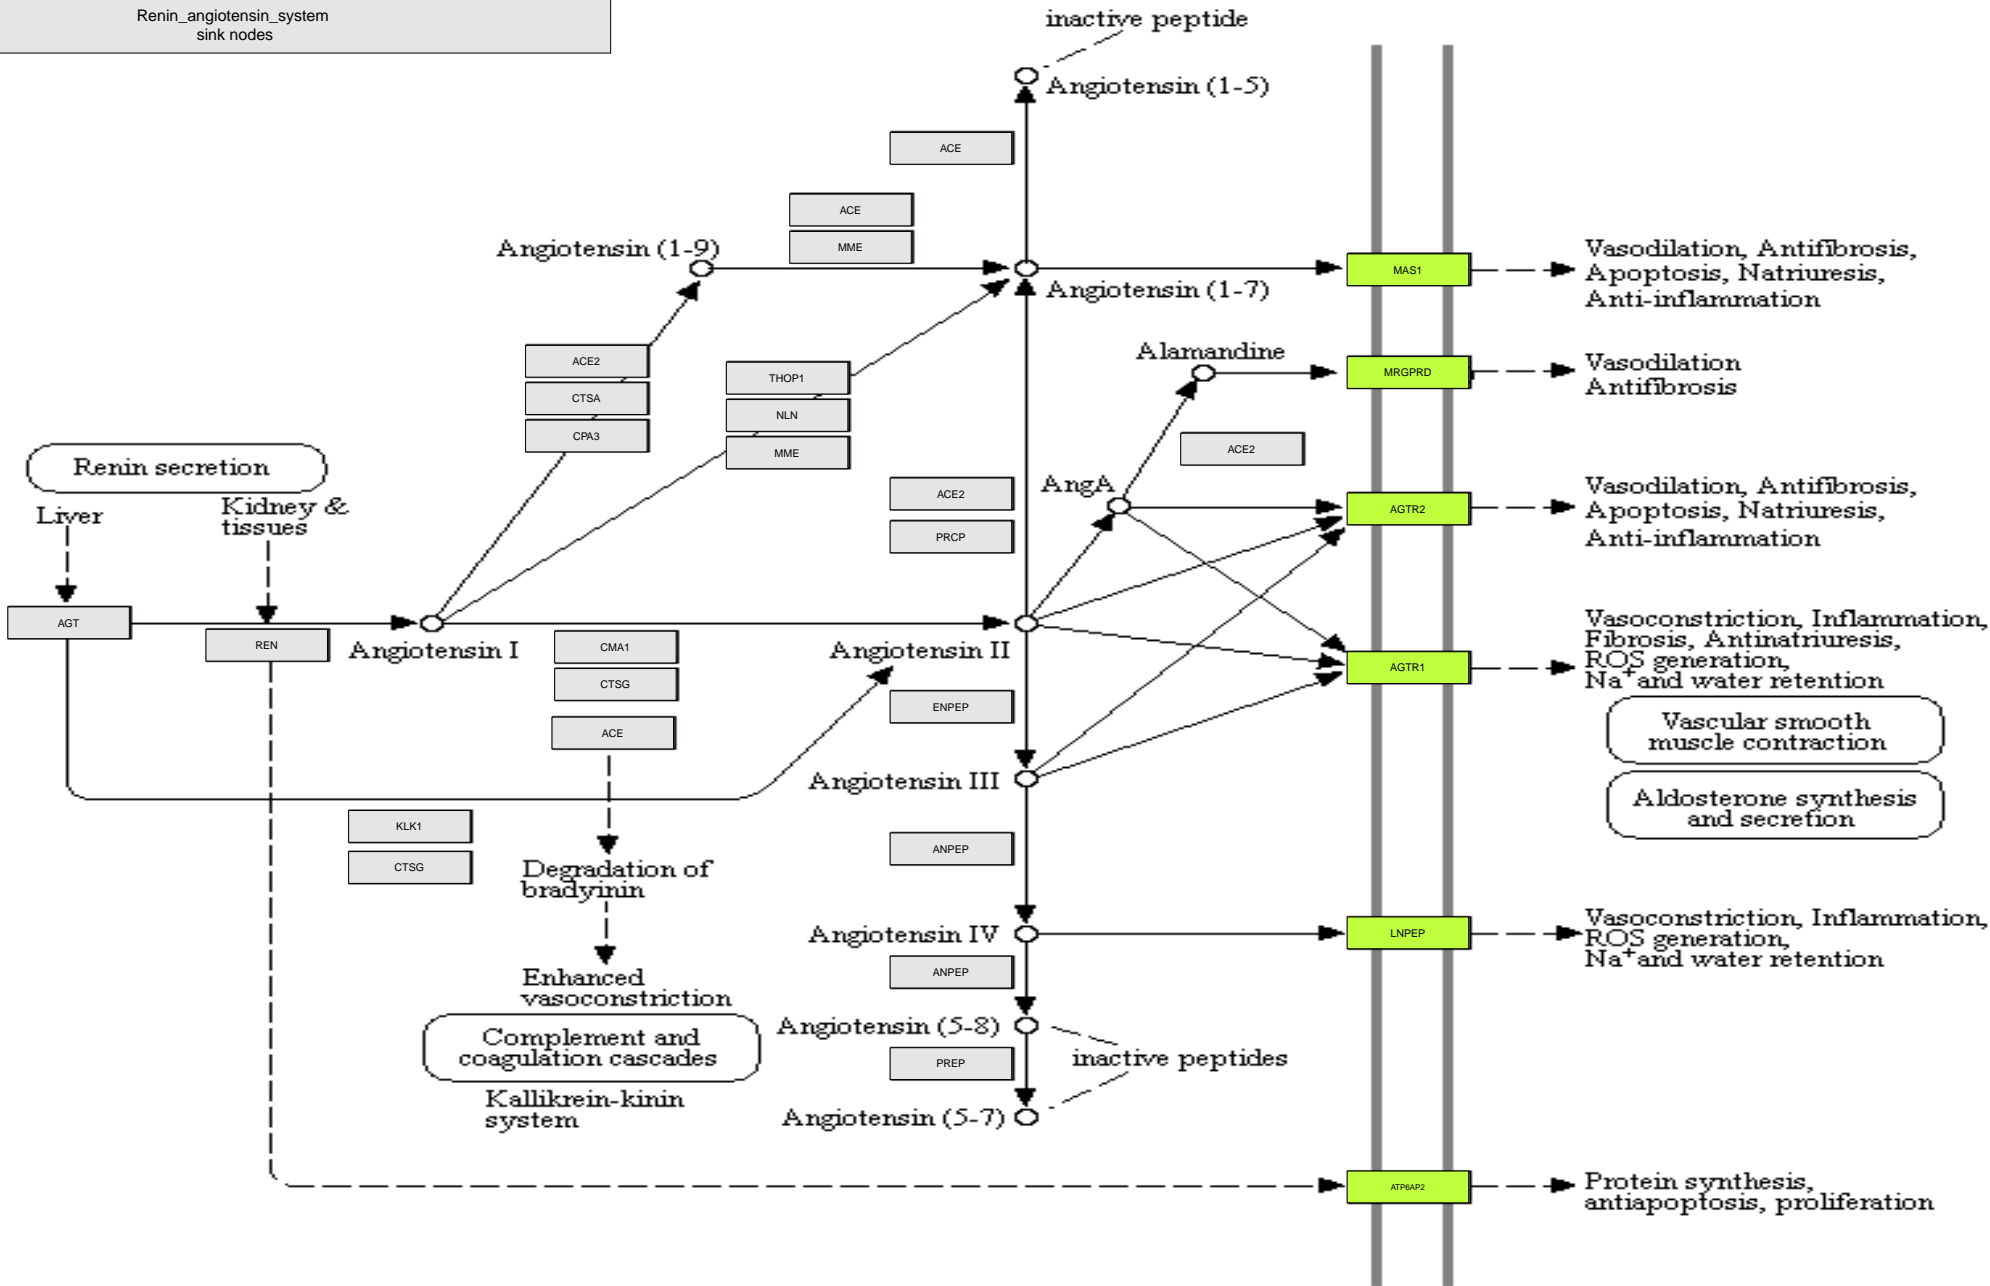 Renin_angiotensin_system
sink nodes
inactive peptide
Angiotensin (1-5)
ACE
ACE
MME
Angiotensin (1-9)
Angiotensin (1-7)
MAS1
Vasodilation, Antifibrosis,
Apoptosis, Natriuresis,
Anti-inflammation
ACE2
CTSA
CPA3
THOP1
NLN
MME
Alamandine
MRGPRD
Vasodilation
Antifibrosis
ACE2
Renin secretion
Liver
Kidney &
tissues
ACE2
PRCP
AngA
AGTR2
Vasodilation, Antifibrosis,
Apoptosis, Natriuresis,
Anti-inflammation
AGT
REN
Angiotensin I
CMA1
CTSG
ACE
Angiotensin II
ENPEP
AGTR1
Vasoconstriction, Inflammation,
Fibrosis, Antinatriuresis,
ROS generation,
Na+and water retention
Vascular smooth
muscle contraction
Aldosterone synthesis
and secretion
Angiotensin III
KLK1
CTSG
ANPEP
Degradation of
bradyinin
Enhanced
vasoconstriction
Complement and
coagulation cascades
Kallikrein-kinin
system
Angiotensin IV
LNPEP
Vasoconstriction, Inflammation,
ROS generation,
Na+and water retention
ANPEP
Angiotensin (5-8)
PREP
inactive peptides
Angiotensin (5-7)
ATP6AP2
Protein synthesis,
antiapoptosis, proliferation